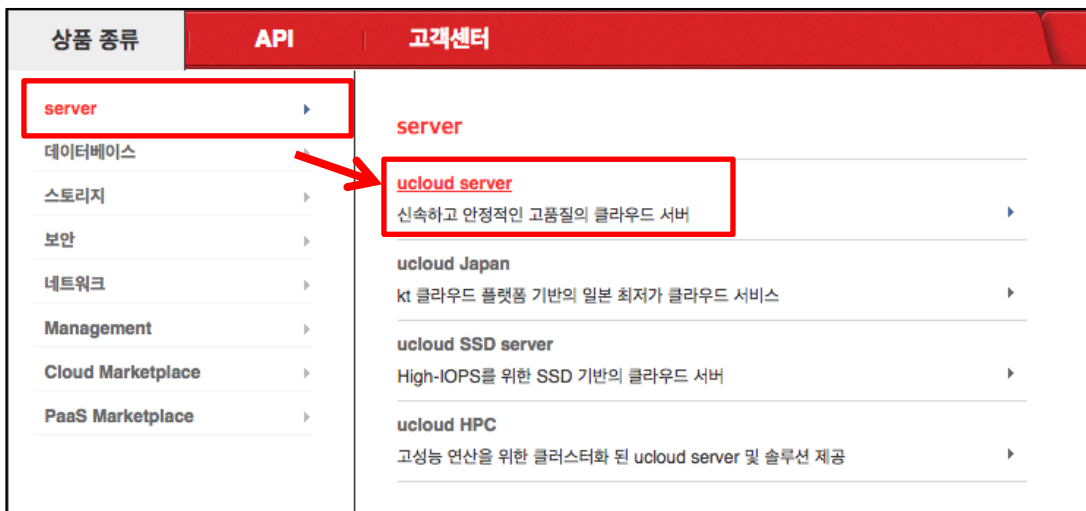 상품 종류
API
고객센터
server
데이터베이스
스토리지
보안
네트워크
Management
Cloud Marketplace
PaaS Marketplace
server
ucloud server
신속하고 안정적인 고품질의 클라우드 서버
ucloud Japan
kt 클라우드 플랫폼 기반의 일본 최저가 클라우드 서비스
ucloud SSD server
High-IOPS를 위한 SSD 기반의 클라우드 서버
ucloud HPC
고성능 연산을 위한 클러스터화 된 ucloud server 및 솔루션 제공